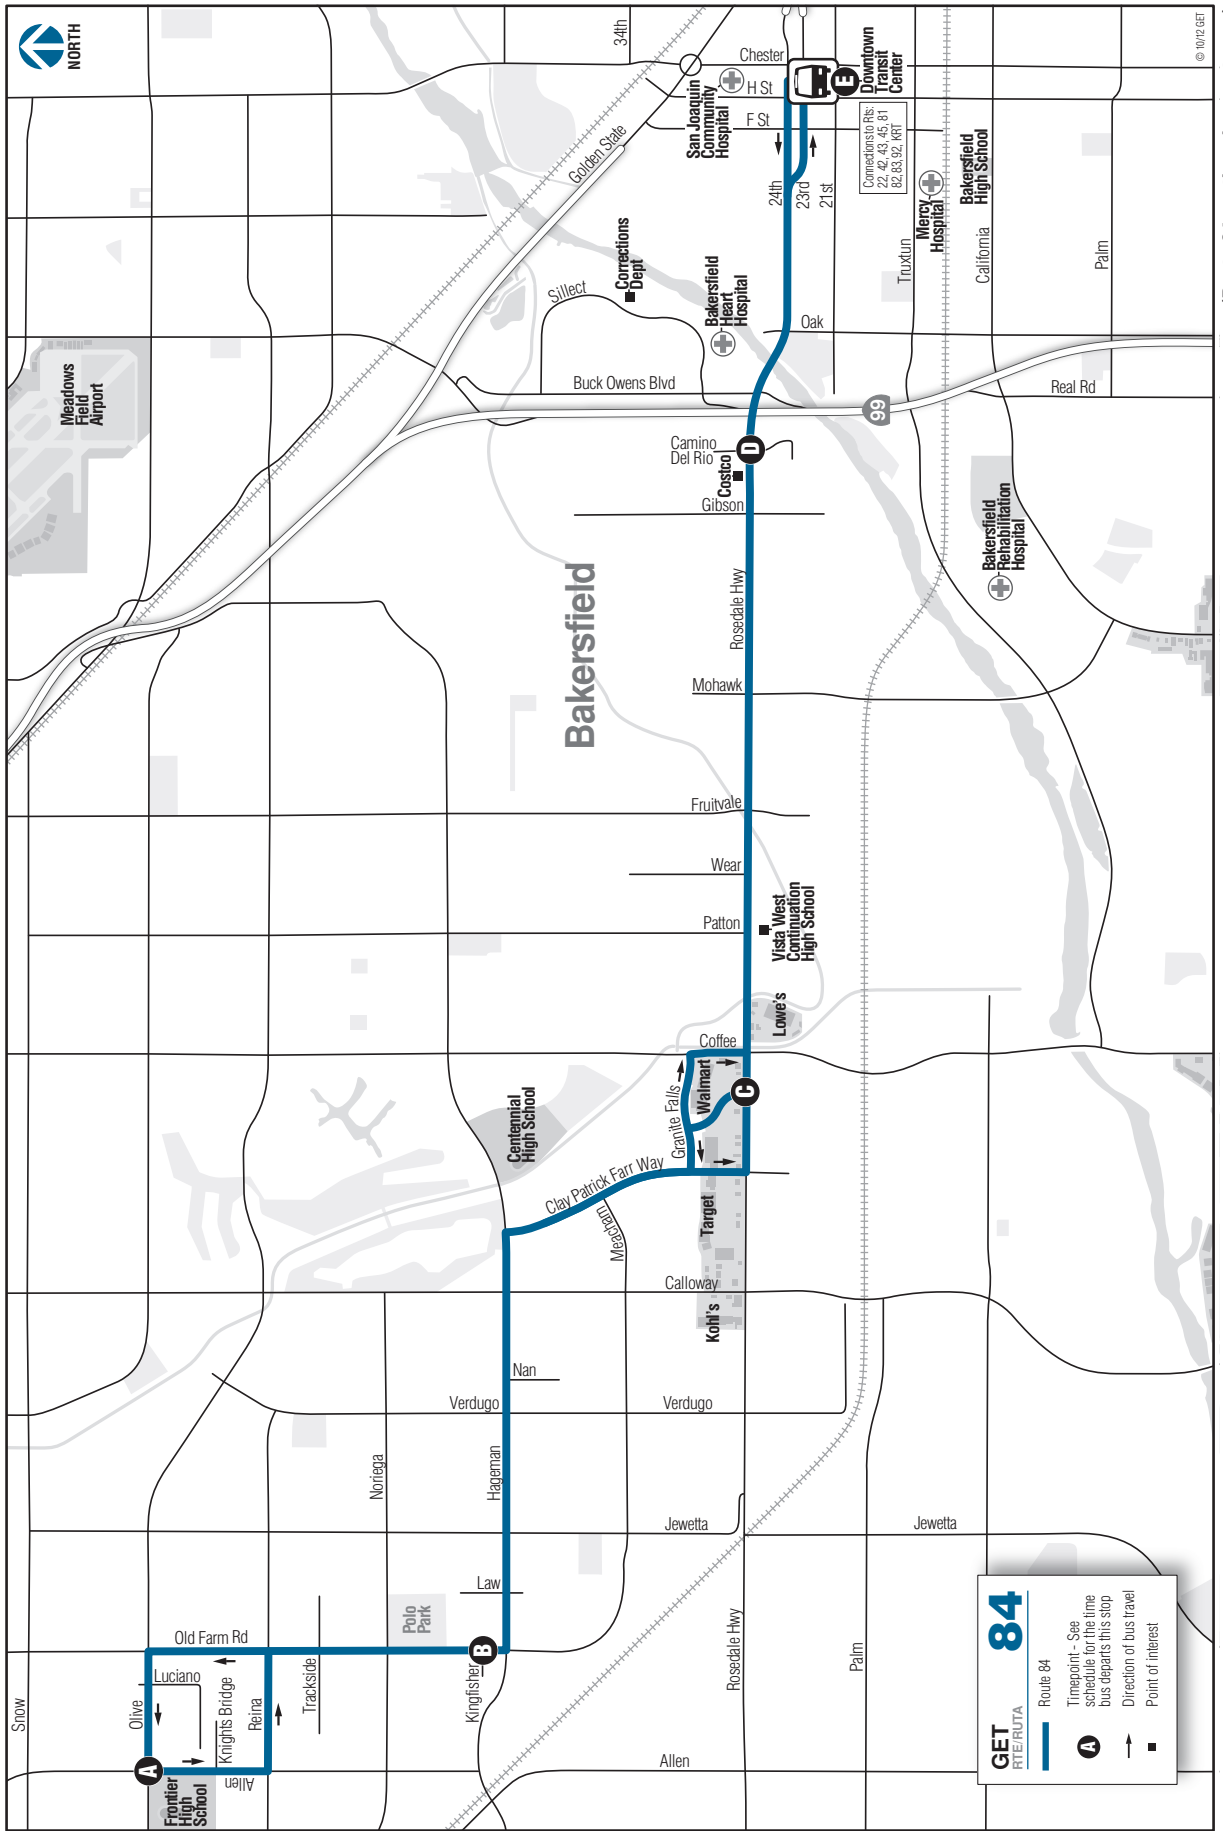 NORTH
Meadows
Field
Airport
34th
Golden State
Chester
H St
F St
San Joaquin
Community
Hospital
E
Downtown
Transit
Center
Connections to Rts:
22, 42, 43, 45, 81
82,83,92, KRT
24th
23rd
21st
Truxtun
Mercy
Hospital
Bakersfield
High School
California
Palm
© 10/12 GET
Corrections
Dept
Sillect
Bakersfield
Heart
Hospital
Oak
Buck Owens Blvd
99
Real Rd
Camino
Del Rio
D
Costco
Gibson
Bakersfield
Rehabilitation
Hospital
Bakersfield
Rosedale Hwy
Mohawk
Fruitvale
Wear
Patton
Vista West
Continuation
High School
Lowe's
Coffee
Walmart
C
Granite Falls
Centennial
High School
Clay Patrick Farr Way
Meacham
Target
Calloway
Kohl's
Nan
Verdugo
Verdugo
Hageman
Noriega
Jewetta
Jewetta
Law
Polo
Park
Old Farm Rd
B
Kingfisher
Trackside
Luciano
Olive
Knights Bridge
Reina
Snow
A
Allen
Frontier
High
School
Allen
Rosedale Hwy
Palm
GET
RTE/RUTA
84
Route 84
A
Timepoint - See
schedule for the time
bus departs this stop
Direction of bus travel
Point of interest